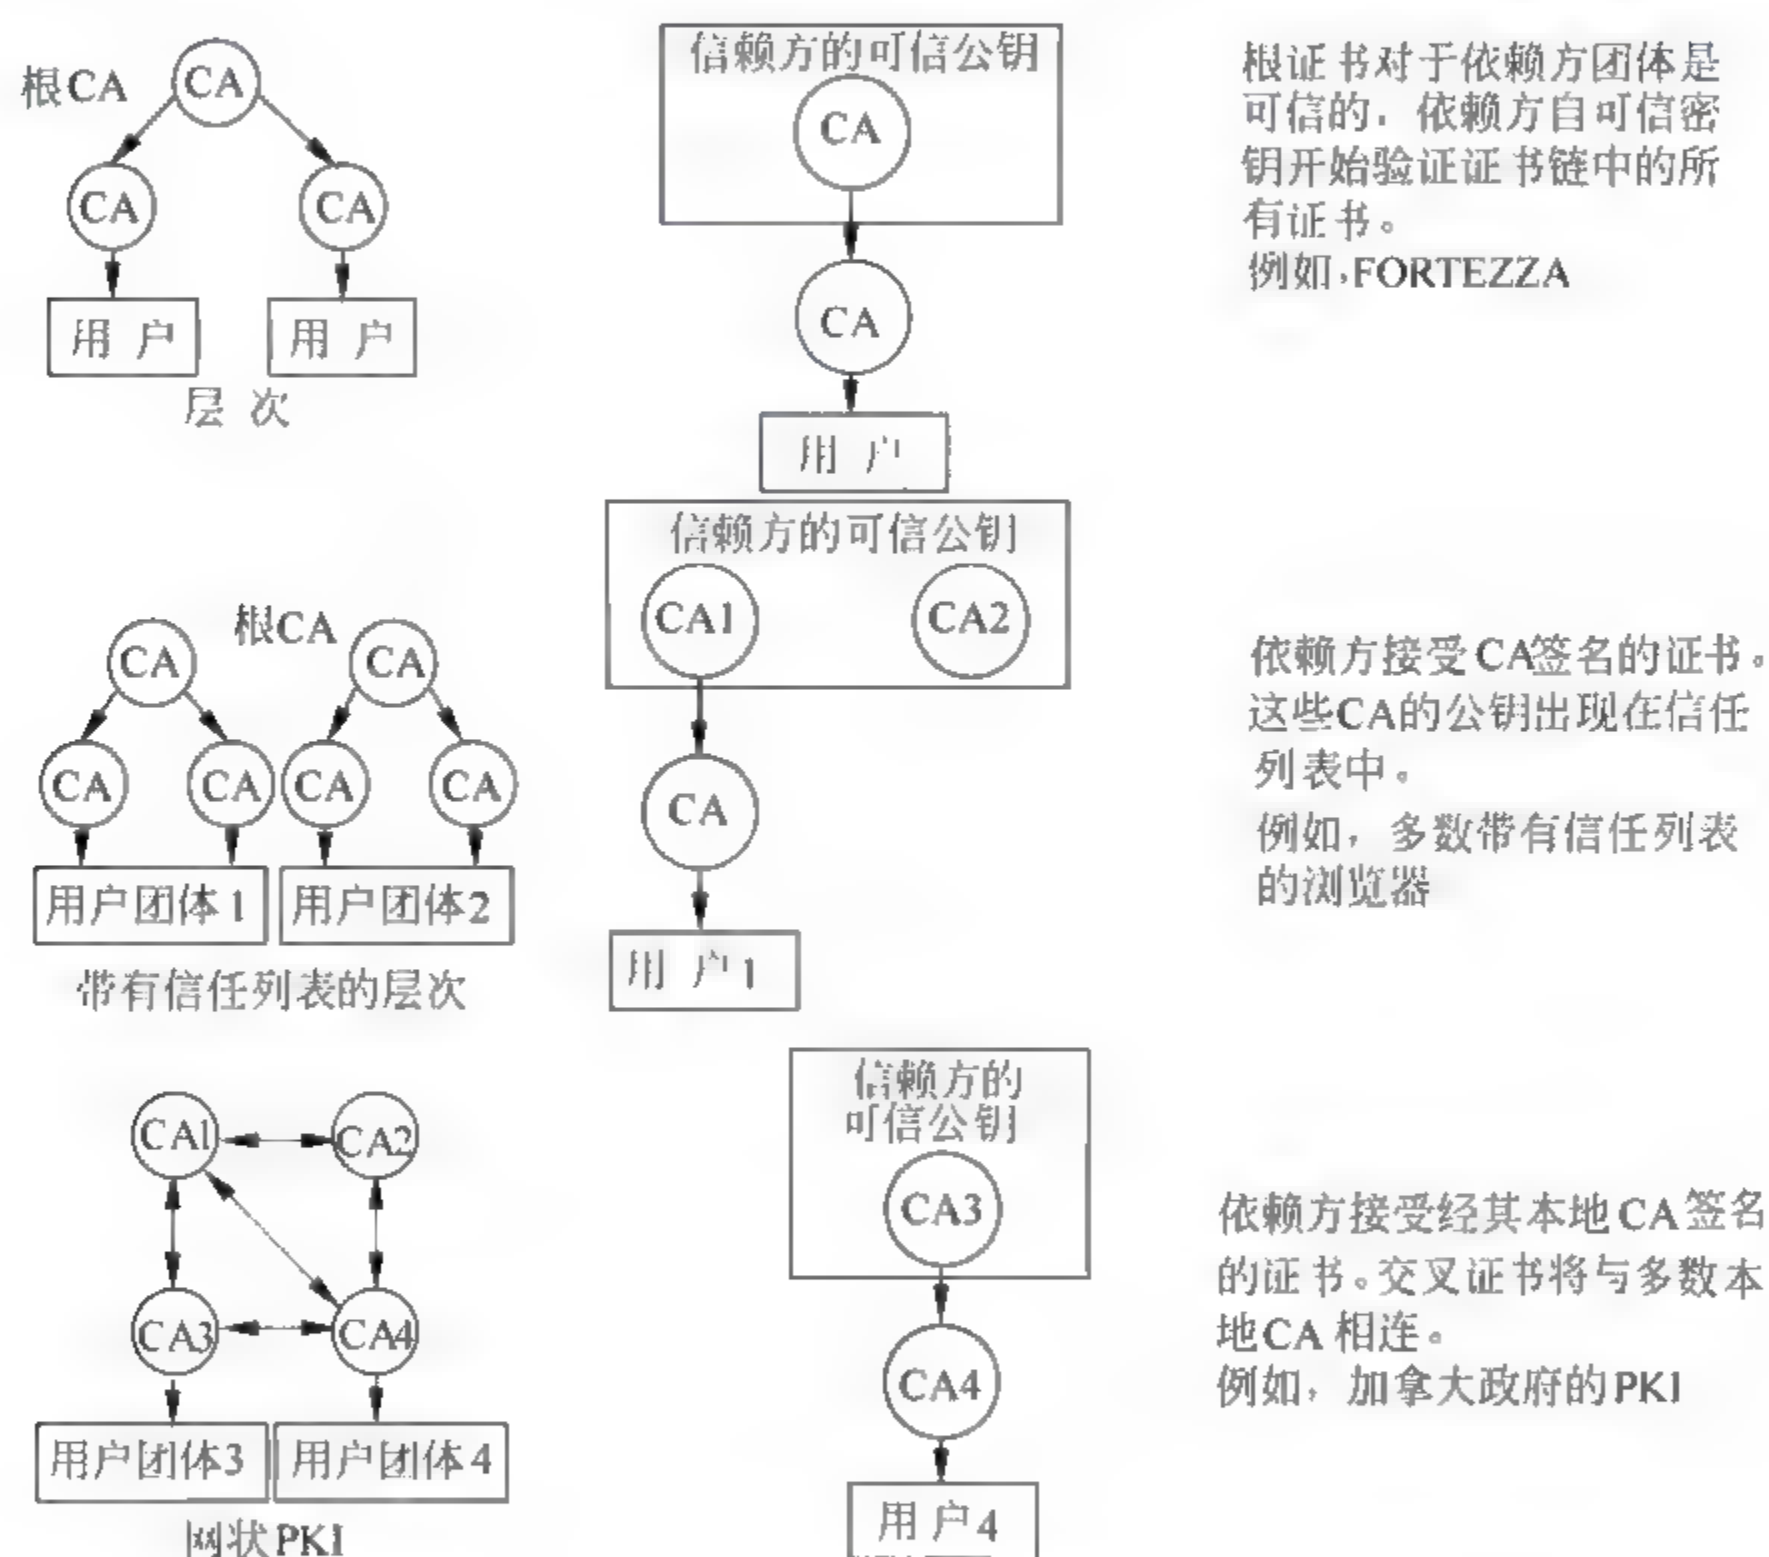 根CA
CA
CA
CA
用户
用户
层次
信赖方的可信公钥
CA
CA
用户
根证书对于依赖方团体是
可信的，依赖方自可信密
钥开始验证证书链中的所
有证书。
例如,FORTEZZA
根CA
CA
CA
CA
CA
CA
CA
用户团体1
用户团体2
带有信任列表的层次
信赖方的可信公钥
CA1
CA2
CA
用户1
依赖方接受CA签名的证书。
这些CA的公钥出现在信任
列表中。
例如，多数带有信任列表
的浏览器
CA1
CA2
CA3
CA4
用户团体3
用户团体4
网状PKI
信赖方的
可信公钥
CA3
CA4
用户4
依赖方接受经其本地CA签名
的证书。交叉证书将与多数本
地CA相连。
例如，加拿大政府的PKI